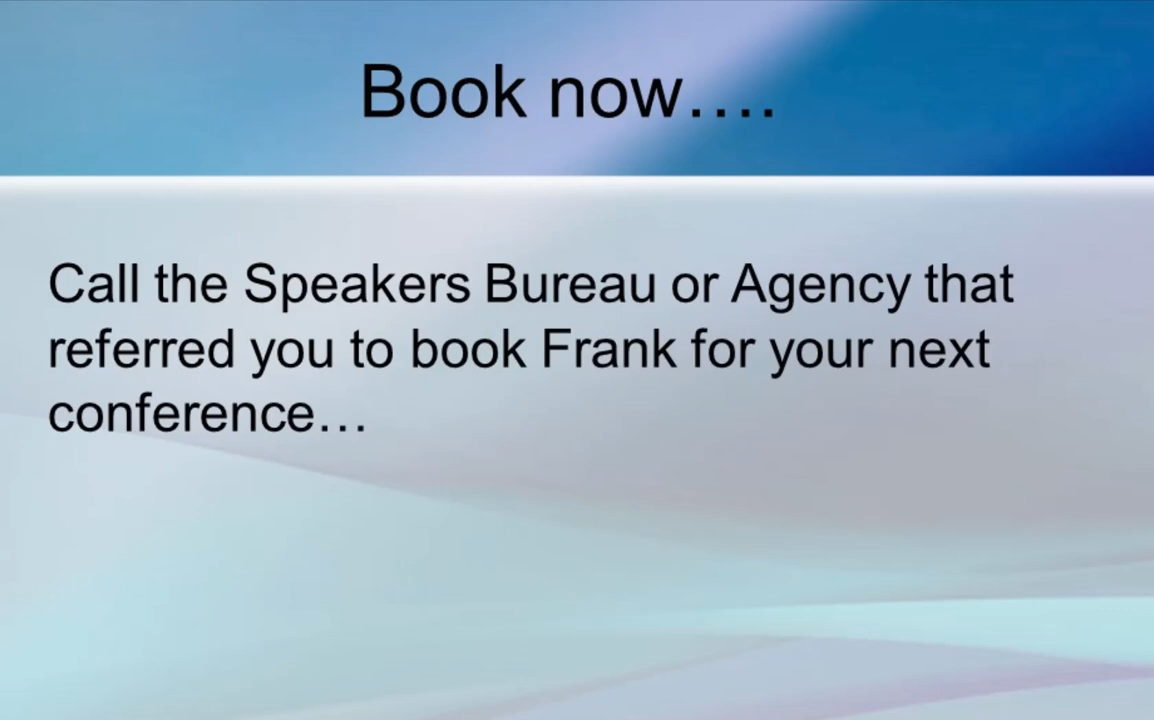 Book now....
Call the Speakers Bureau or Agency that
referred you to book Frank for your next
conference…